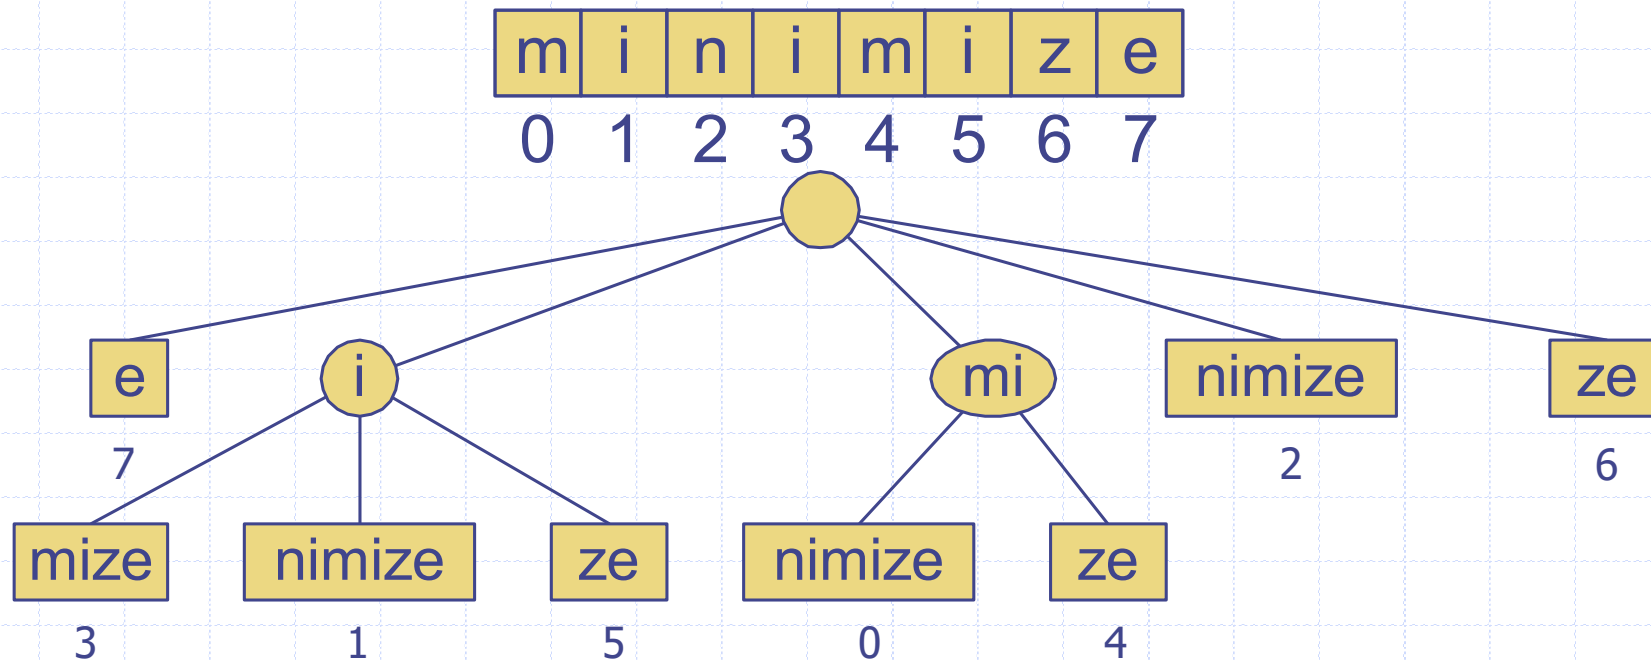 m i n i m i z e
0 1 2 3 4 5 6 7
e i mi nimize ze
7 2 6
mize nimize ze nimize ze
3 1 5 0 4